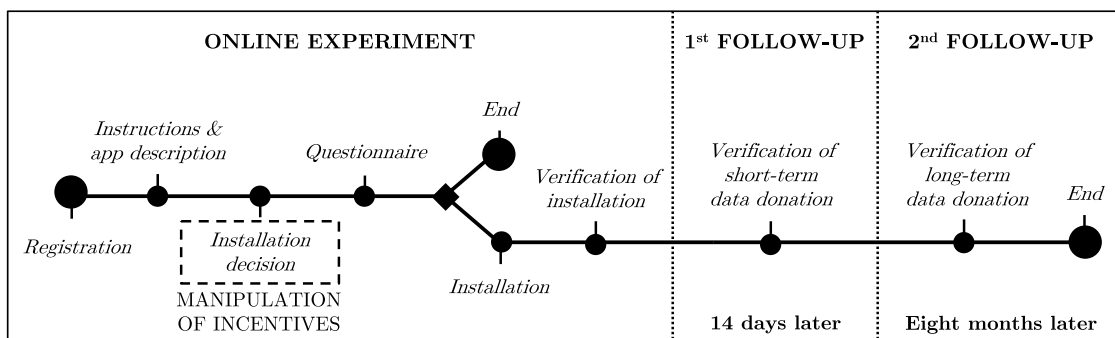 ONLINE EXPERIMENT
1st FOLLOW-UP
2nd FOLLOW-UP
End
Instructions &
app description
Questionnaire
Verification of
installation
Verification of
short-term
data donation
Verification of
long-term
data donation
End
Registration
Installation
decision
Installation
MANIPULATION
OF INCENTIVES
14 days later
Eight months later